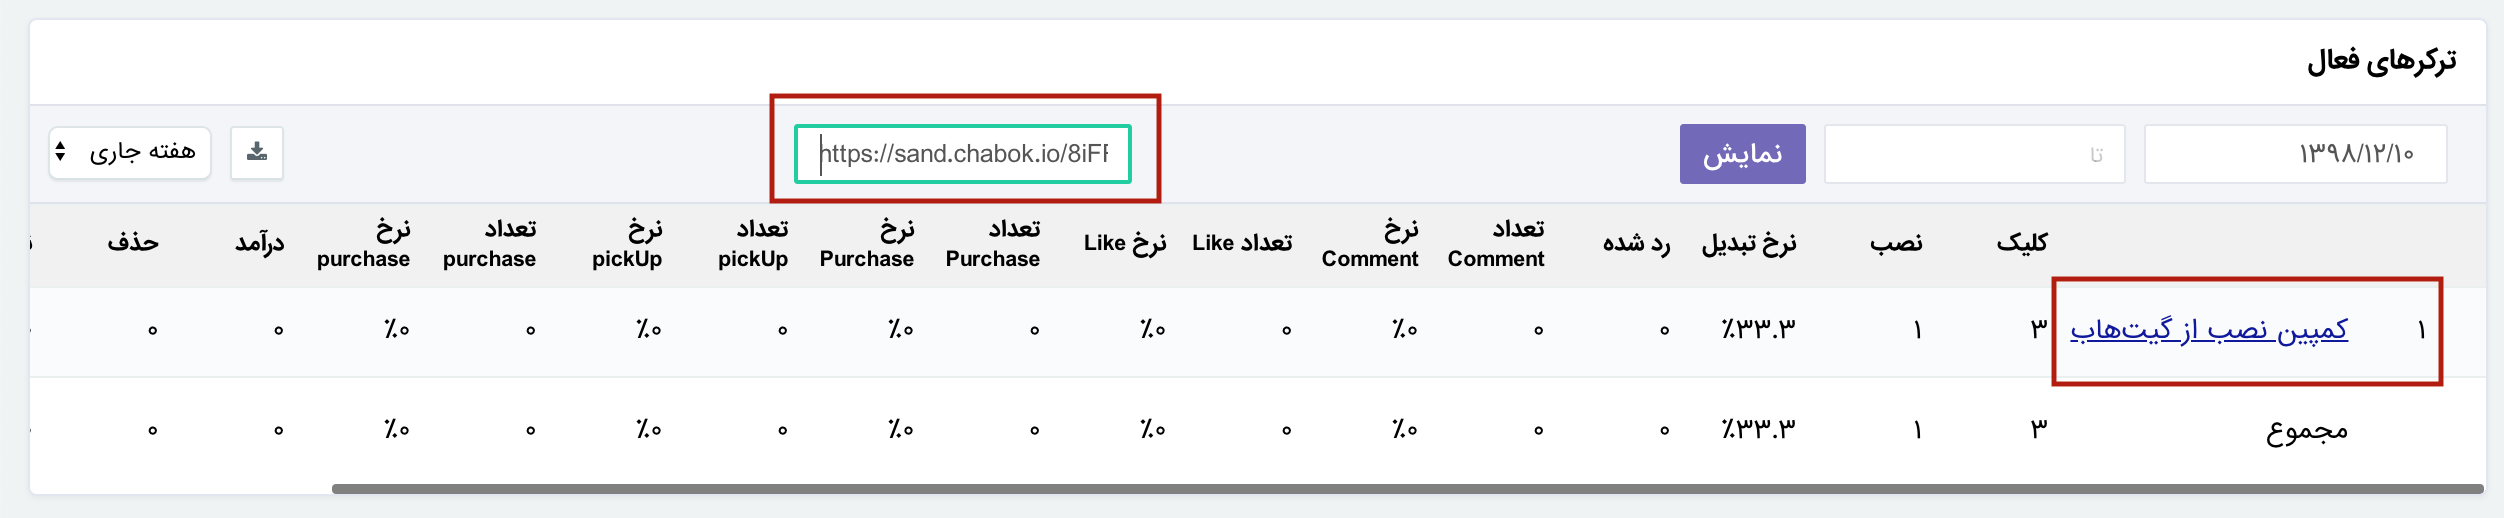 ترکرهای فعال
۱۳۹۸/۱۲/۱۰
تا
نمایش
https://sand.chabok.io/8iF
هفته جاری
کلیک
نصب
نرخ تبدیل
رد شده
تعداد Comment
نرخ Comment
تعداد Like
نرخ Like
تعداد Purchase
نرخ Purchase
تعداد pickUp
نرخ pickUp
تعداد purchase
نرخ purchase
درآمد
حذف
۱ کمپین نصب از گیت‌هاب ۳ ۱ ٪۳۳.۳ ۰ ۰ ٪۰ ۰ ٪۰ ۰ ٪۰ ۰ ٪۰ ۰ ٪۰ ۰ ۰
مجموع ۳ ۱ ٪۳۳.۳ ۰ ۰ ٪۰ ۰ ٪۰ ۰ ٪۰ ۰ ٪۰ ۰ ٪۰ ۰ ۰